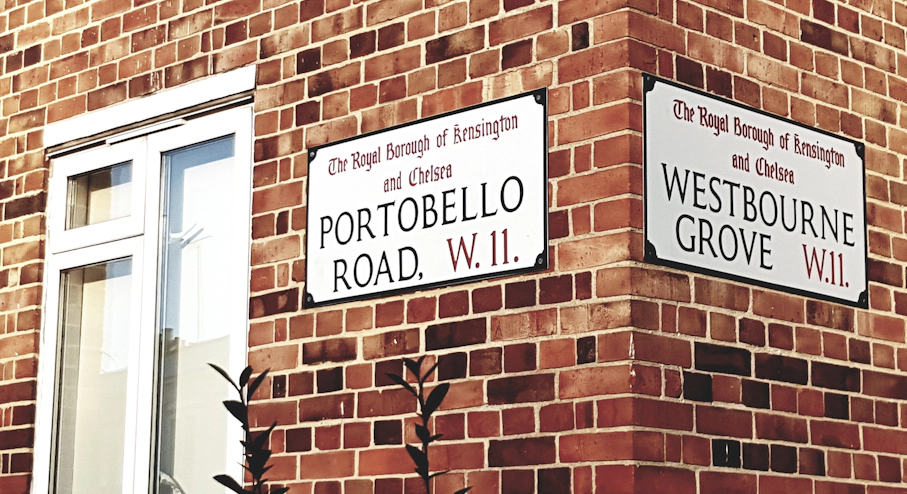 The Royal Borough of Kensington
and Chelsea
PORTOBELLO
ROAD, W. 11.
The Royal Borough of Kensington
and Chelsea
WESTBOURNE
GROVE W.11.